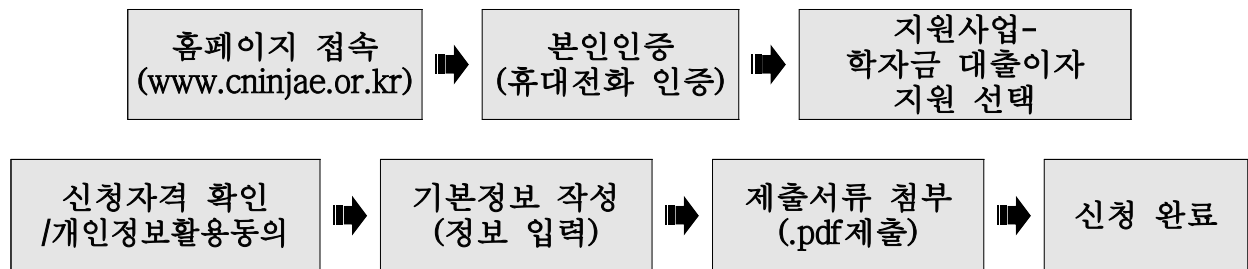 홈페이지 접속
(www.cninjae.or.kr)
본인인증
(휴대전화 인증)
지원사업-
학자금 대출이자
지원 선택
신청자격 확인
/개인정보활용동의
기본정보 작성
(정보 입력)
제출서류 첨부
(.pdf제출)
신청 완료